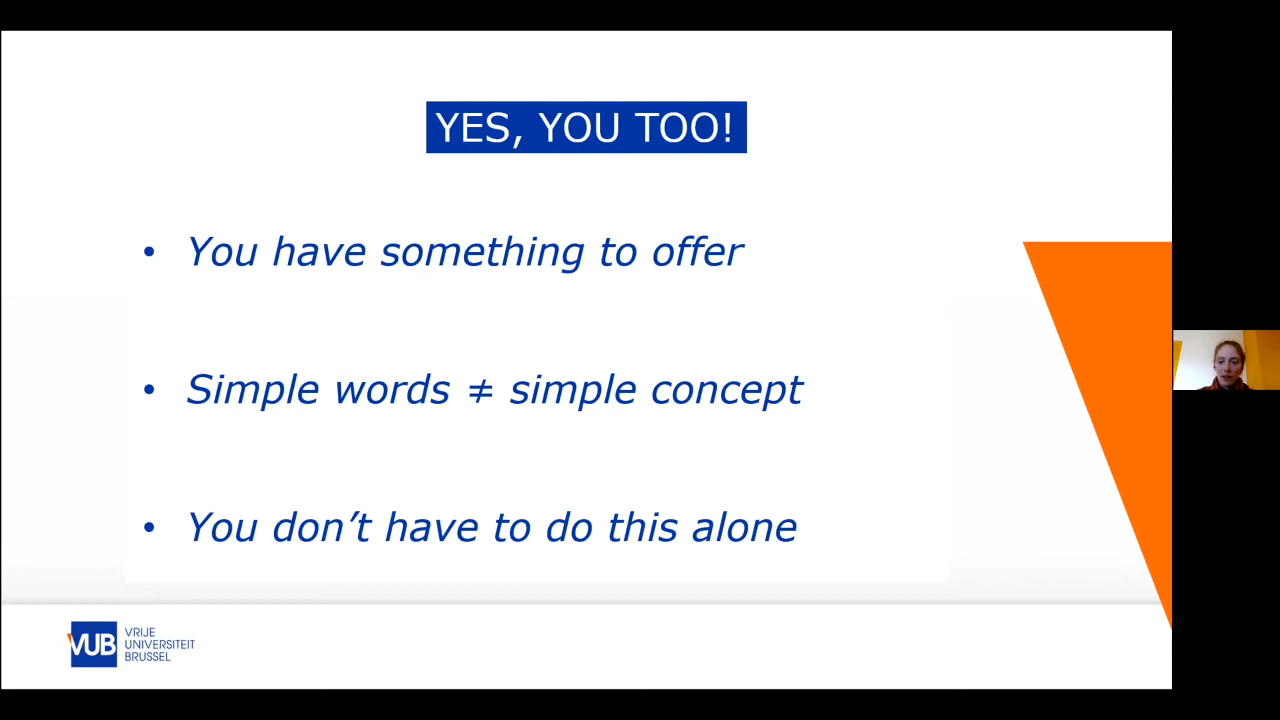 YES, YOU TOO!
• You have something to offer
• Simple words ≠ simple concept
• You don’t have to do this alone
VUB
VRIJE
UNIVERSITEIT
BRUSSEL